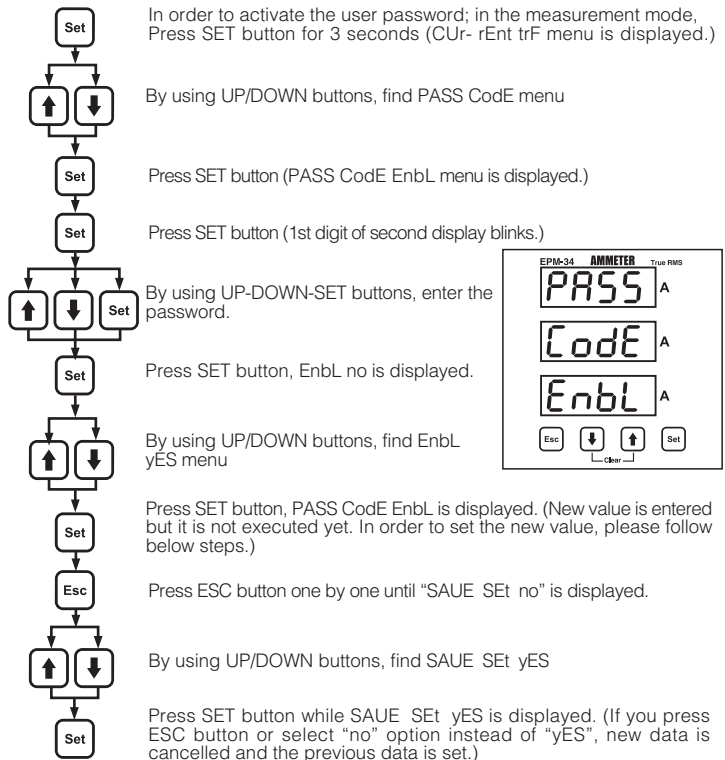 Set
In order to activate the user password; in the measurement mode,
Press SET button for 3 seconds (CUr- rEnt trF menu is displayed.)
By using UP/DOWN buttons, find PASS CodE menu
Set
Press SET button (PASS CodE EnbL menu is displayed.)
Set
Press SET button (1st digit of second display blinks.)
Set
By using UP-DOWN-SET buttons, enter the
password.
Set
Press SET button, EnbL no is displayed.
By using UP/DOWN buttons, find EnbL
yES menu
EPM-34 AMMETER True RMS
PASS A
CodE A
EnbL A
Esc Set
Clear
Set
Press SET button, PASS CodE EnbL is displayed. (New value is entered
but it is not executed yet. In order to set the new value, please follow
below steps.)
Esc
Press ESC button one by one until “SAUE SEt no” is displayed.
By using UP/DOWN buttons, find SAUE SEt yES
Set
Press SET button while SAUE SEt yES is displayed. (If you press
ESC button or select “no” option instead of “yES”, new data is
cancelled and the previous data is set.)